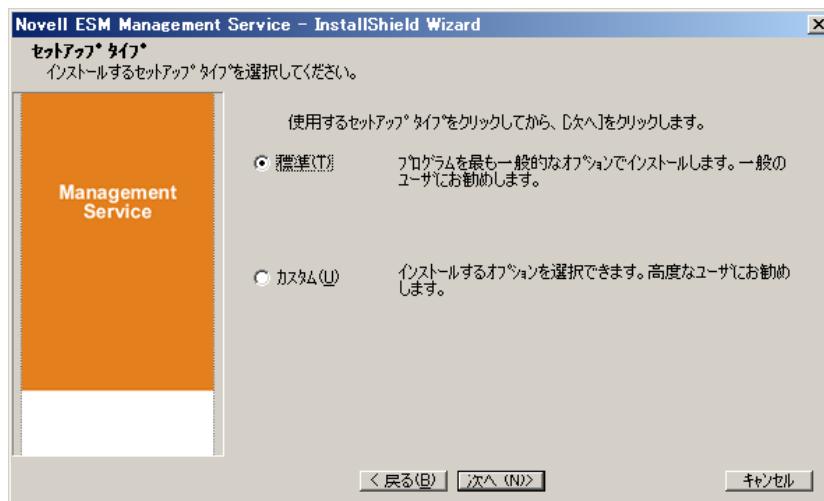 Novell ESM Management Service - InstallShield Wizard
セットアップ タイプ
インストールするセットアップ タイプを選択してください。
Management
Service
使用するセットアップ タイプをクリックしてから、[次へ]をクリックします。
標準(T)
プログラムを最も一般的なオプションでインストールします。一般の
ユーザにお勧めします。
カスタム(U)
インストールするオプションを選択できます。高度なユーザにお勧め
します。
< 戻る(B)
次へ (N)>
キャンセル